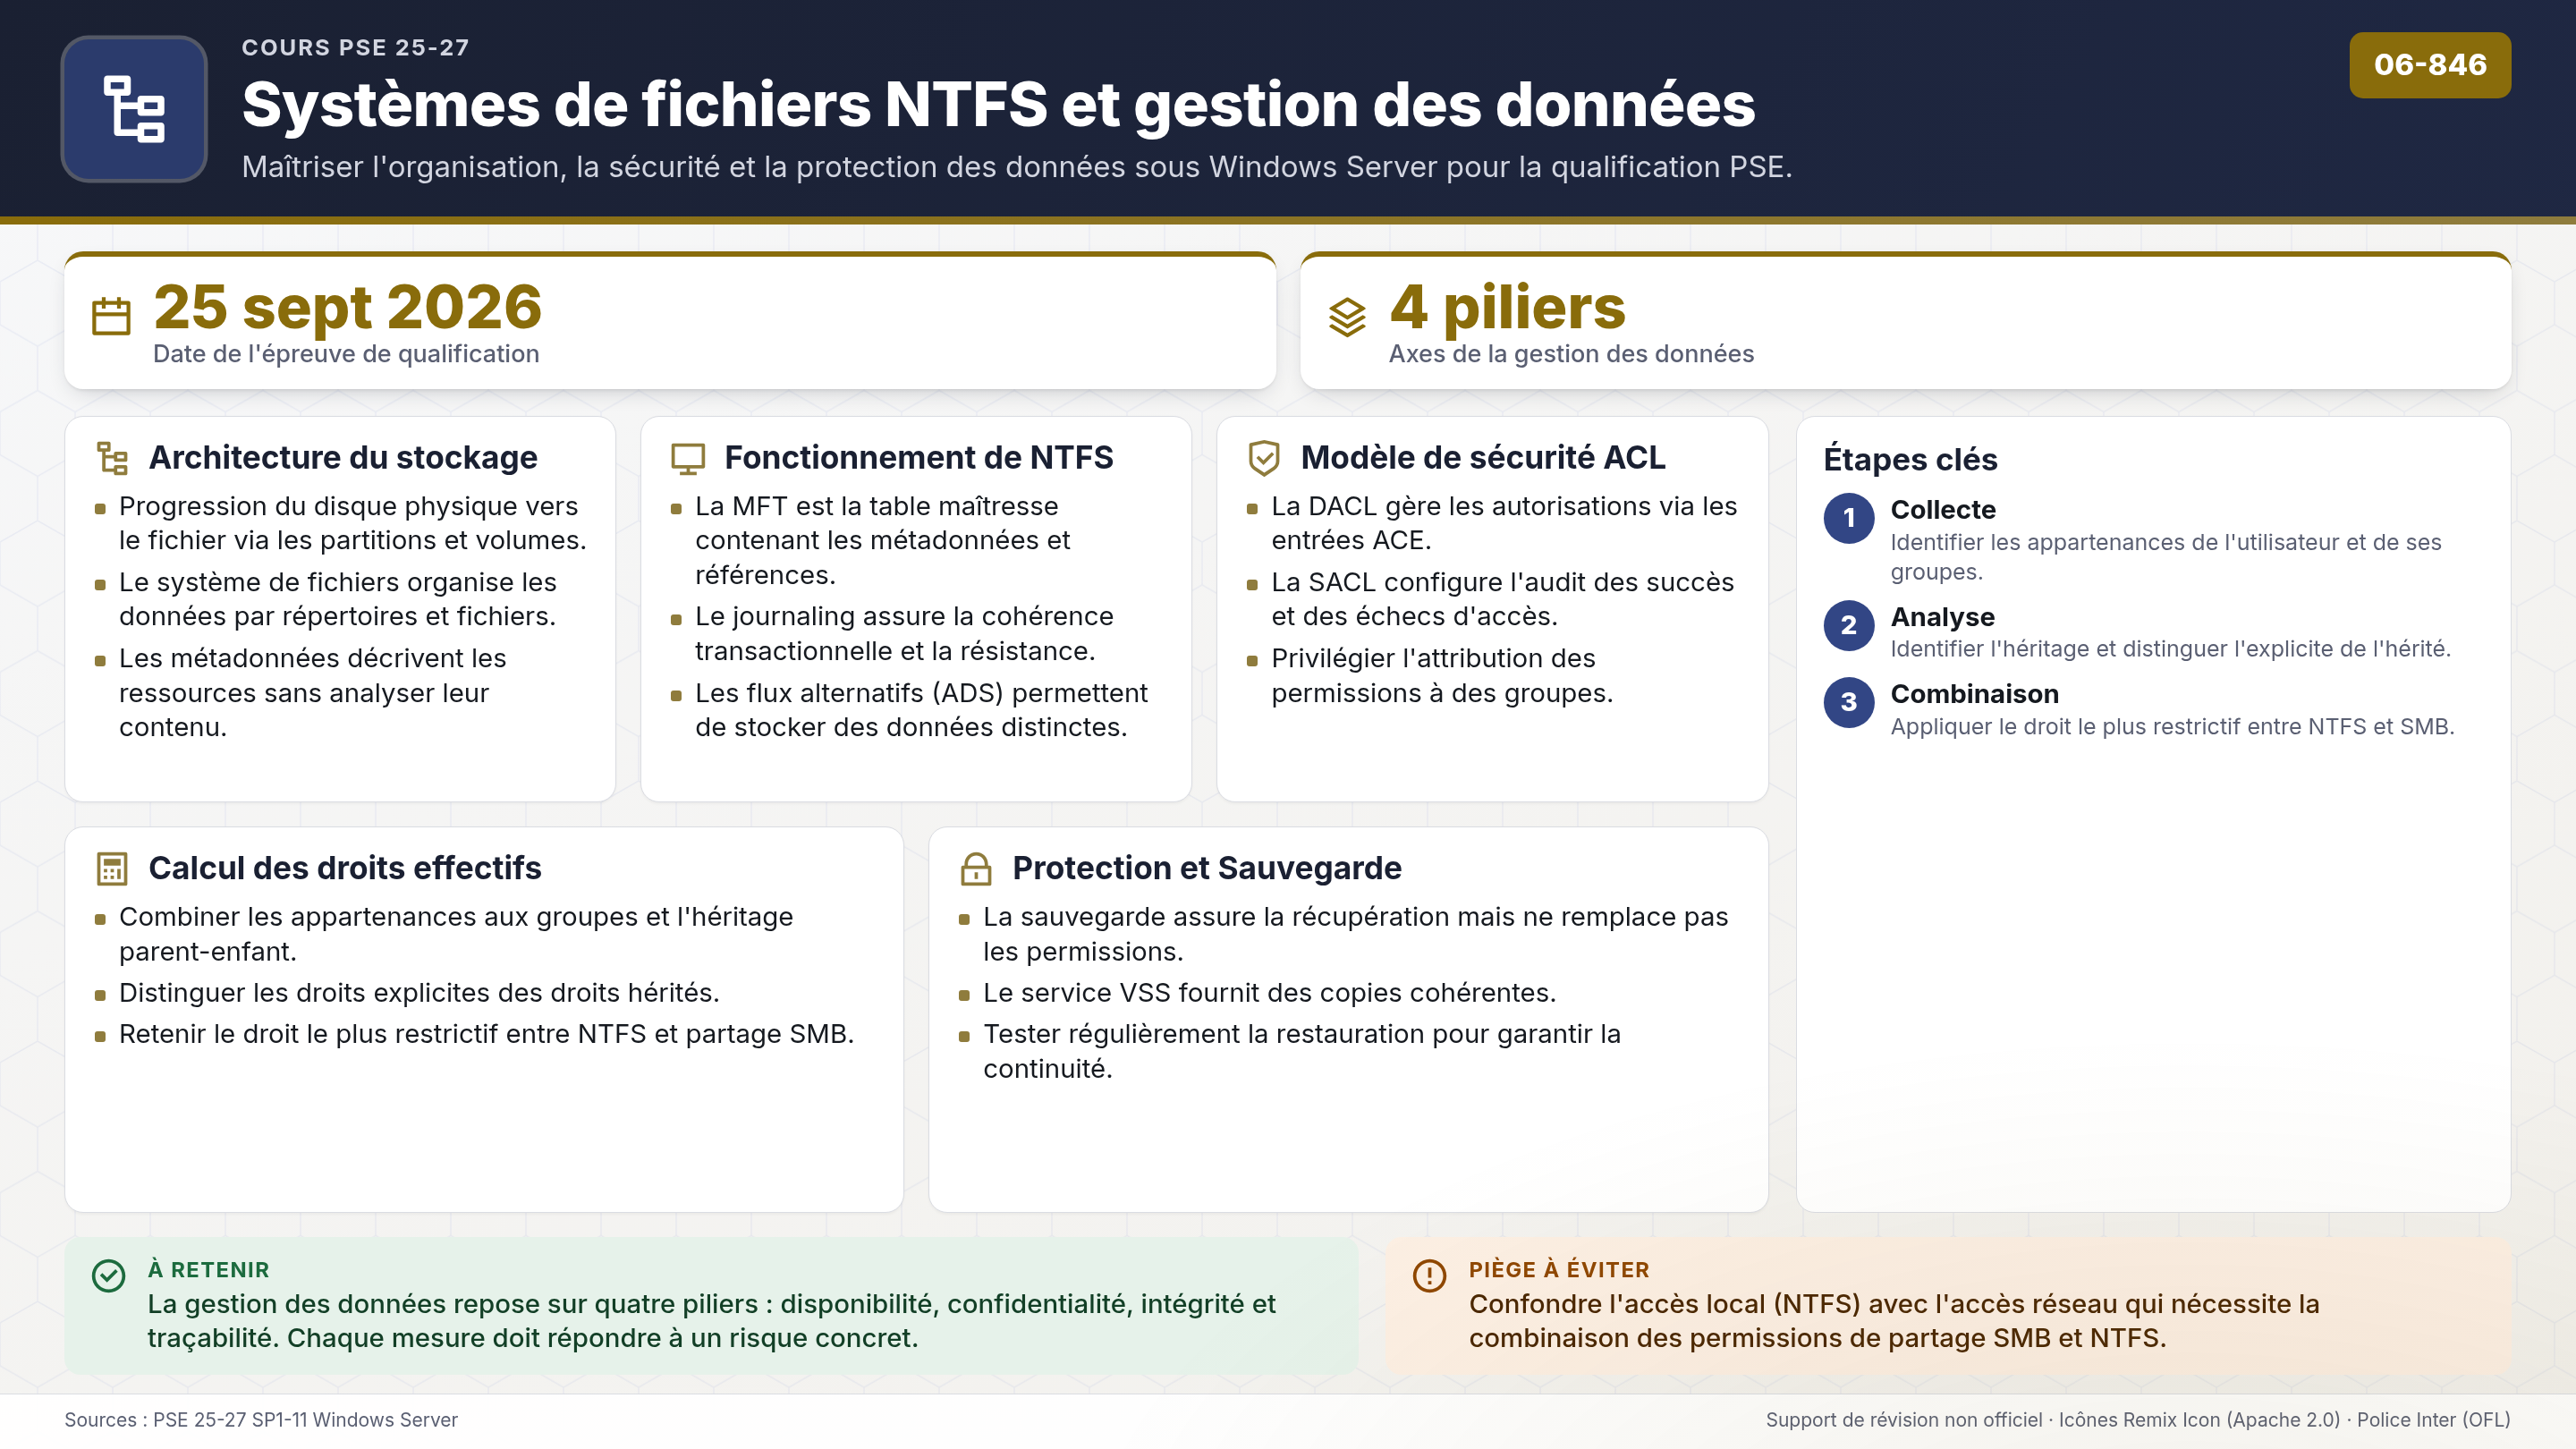 COURS PSE 25-27
Systèmes de fichiers NTFS et gestion des données
Maîtriser l'organisation, la sécurité et la protection des données sous Windows Server pour la qualification PSE.
06-846
25 sept 2026
Date de l'épreuve de qualification
4 piliers
Axes de la gestion des données
Architecture du stockage
Progression du disque physique vers
le fichier via les partitions et volumes.
Le système de fichiers organise les
données par répertoires et fichiers.
Les métadonnées décrivent les
ressources sans analyser leur
contenu.
Fonctionnement de NTFS
La MFT est la table maîtresse
contenant les métadonnées et
références.
Le journaling assure la cohérence
transactionnelle et la résistance.
Les flux alternatifs (ADS) permettent
de stocker des données distinctes.
Modèle de sécurité ACL
La DACL gère les autorisations via les
entrées ACE.
La SACL configure l'audit des succès
et des échecs d'accès.
Privilégier l'attribution des
permissions à des groupes.
Étapes clés
1
Collecte
Identifier les appartenances de l'utilisateur et de ses
groupes.
2
Analyse
Identifier l'héritage et distinguer l'explicite de l'hérité.
3
Combinaison
Appliquer le droit le plus restrictif entre NTFS et SMB.
Calcul des droits effectifs
Combiner les appartenances aux groupes et l'héritage
parent-enfant.
Distinguer les droits explicites des droits hérités.
Retenir le droit le plus restrictif entre NTFS et partage SMB.
Protection et Sauvegarde
La sauvegarde assure la récupération mais ne remplace pas
les permissions.
Le service VSS fournit des copies cohérentes.
Tester régulièrement la restauration pour garantir la
continuité.
À RETENIR
La gestion des données repose sur quatre piliers : disponibilité, confidentialité, intégrité et
traçabilité. Chaque mesure doit répondre à un risque concret.
PIÈGE À ÉVITER
Confondre l'accès local (NTFS) avec l'accès réseau qui nécessite la
combinaison des permissions de partage SMB et NTFS.
Sources : PSE 25-27 SP1-11 Windows Server
Support de révision non officiel · Icônes Remix Icon (Apache 2.0) · Police Inter (OFL)